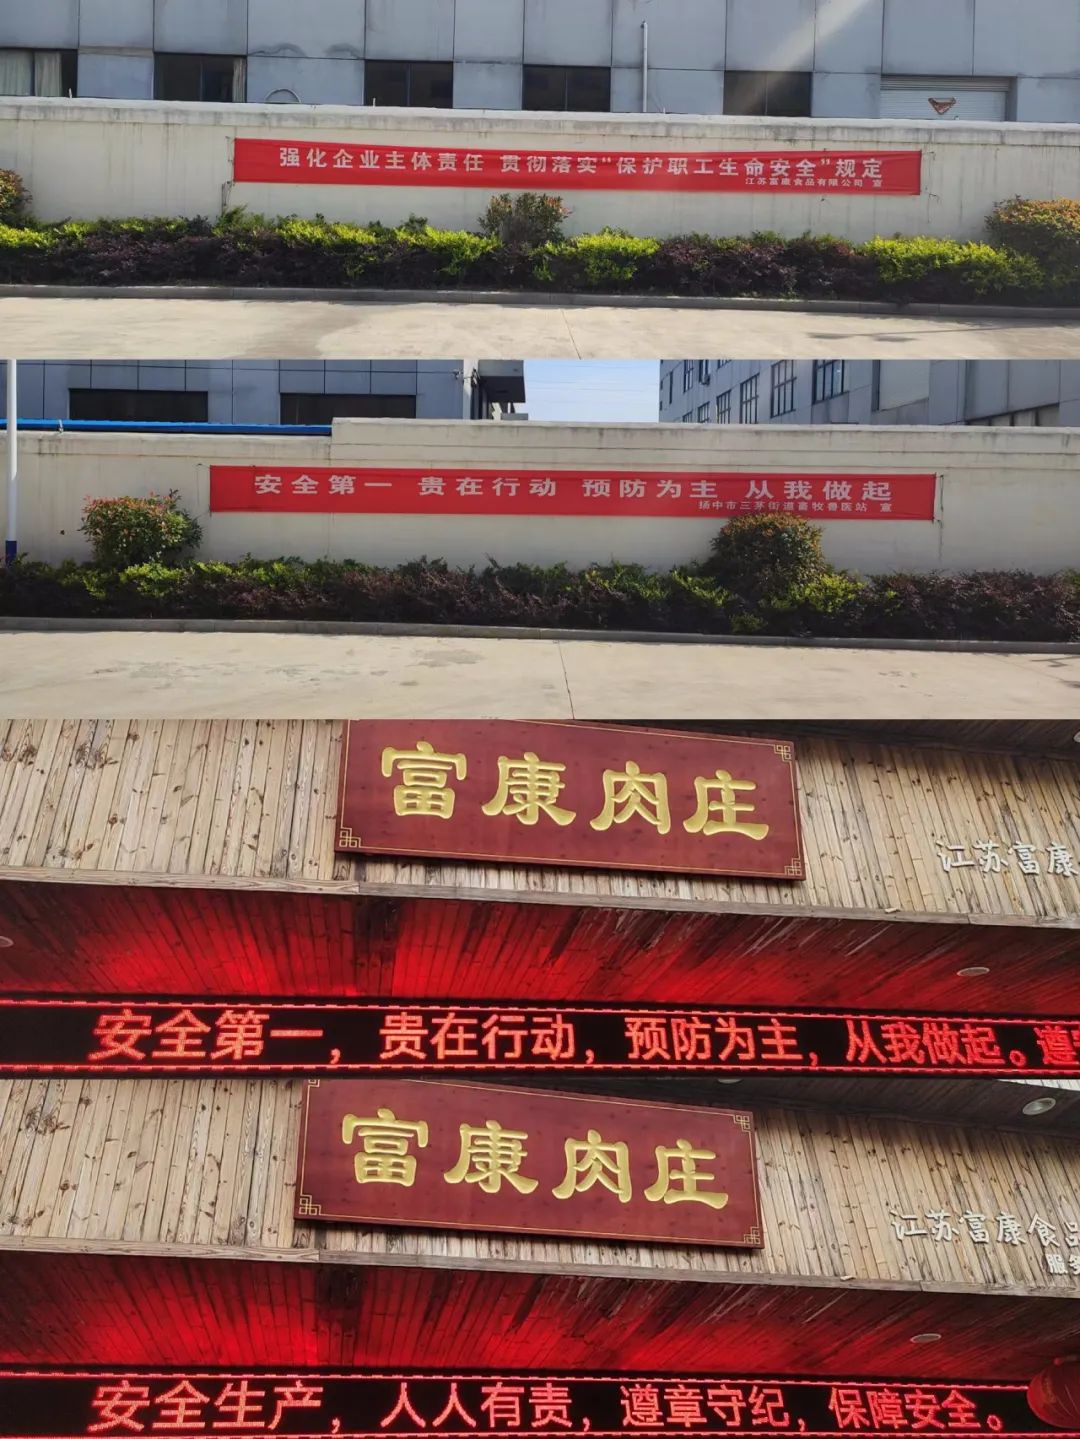 强化企业主体责任 贯彻落实“保护职工生命安全”规定
江苏富康食品有限公司 宣
安全第一 贵在行动 预防为主 从我做起
扬中市三茅街道畜牧兽医站 宣
富康肉庄
江苏富康
安全第一，贵在行动，预防为主，从我做起。遵
富康肉庄
江苏富康食品
服务
安全生产，人人有责，遵章守纪，保障安全。